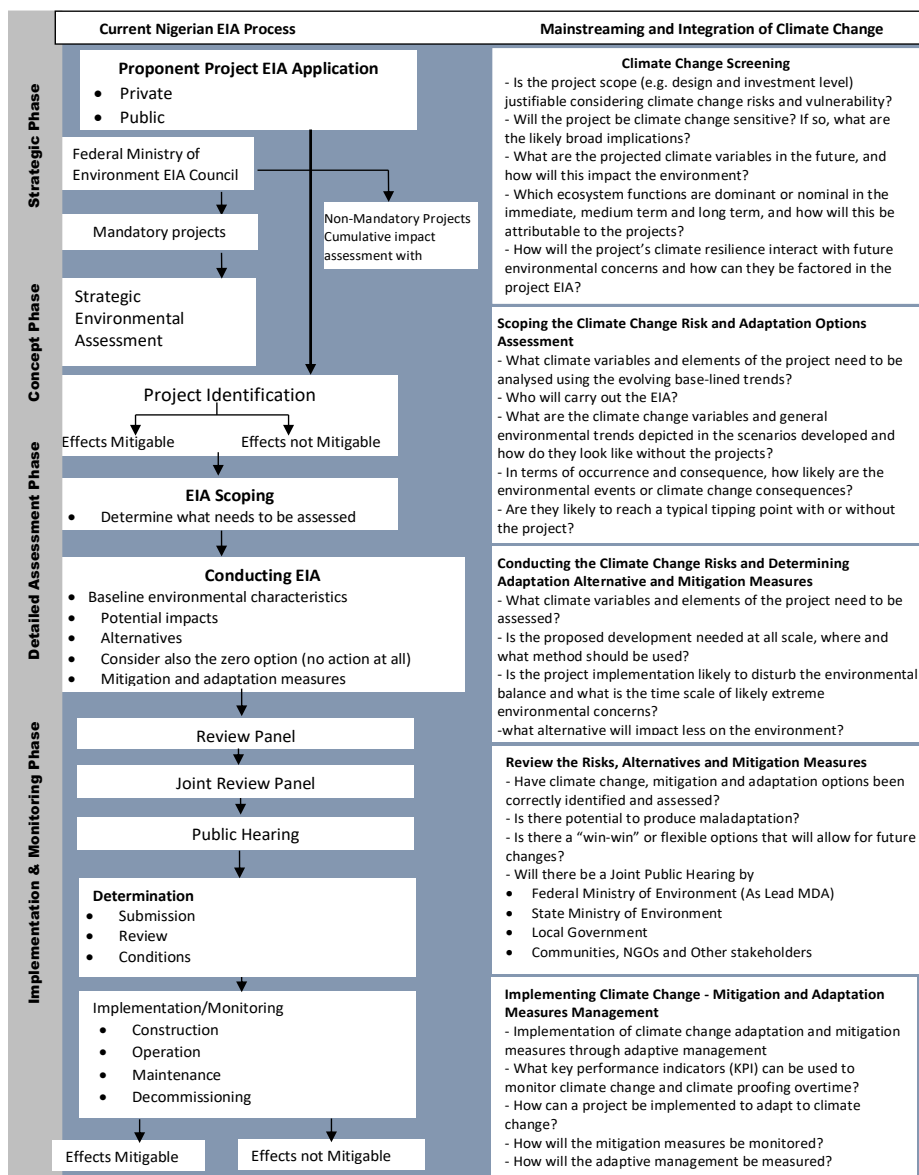 Current Nigerian EIA Process
Mainstreaming and Integration of Climate Change
Strategic Phase
Concept Phase
Detailed Assessment Phase
Implementation & Monitoring Phase
Proponent Project EIA Application
• Private
• Public
Federal Ministry of
Environment EIA Council
Mandatory projects
Non-Mandatory Projects
Cumulative impact
assessment with
Strategic
Environmental
Assessment
Project Identification
Effects Mitigable
Effects not Mitigable
EIA Scoping
• Determine what needs to be assessed
Conducting EIA
• Baseline environmental characteristics
• Potential impacts
• Alternatives
• Consider also the zero option (no action at all)
• Mitigation and adaptation measures
Review Panel
Joint Review Panel
Public Hearing
Determination
• Submission
• Review
• Conditions
Implementation/Monitoring
• Construction
• Operation
• Maintenance
• Decommissioning
Effects Mitigable
Effects not Mitigable
Climate Change Screening
- Is the project scope (e.g. design and investment level)
justifiable considering climate change risks and vulnerability?
- Will the project be climate change sensitive? If so, what are
the likely broad implications?
- What are the projected climate variables in the future, and
how will this impact the environment?
- Which ecosystem functions are dominant or nominal in the
immediate, medium term and long term, and how will this be
attributable to the projects?
- How will the project's climate resilience interact with future
environmental concerns and how can they be factored in the
project EIA?
Scoping the Climate Change Risk and Adaptation Options
Assessment
- What climate variables and elements of the project need to be
analysed using the evolving base-lined trends?
- Who will carry out the EIA?
- What are the climate change variables and general
environmental trends depicted in the scenarios developed and
how do they look like without the projects?
- In terms of occurrence and consequence, how likely are the
environmental events or climate change consequences?
- Are they likely to reach a typical tipping point with or without
the project?
Conducting the Climate Change Risks and Determining
Adaptation Alternative and Mitigation Measures
- What climate variables and elements of the project need to be
assessed?
- Is the proposed development needed at all scale, where and
what method should be used?
- Is the project implementation likely to disturb the environmental
balance and what is the time scale of likely extreme
environmental concerns?
-what alternative will impact less on the environment?
Review the Risks, Alternatives and Mitigation Measures
- Have climate change, mitigation and adaptation options been
correctly identified and assessed?
- Is there potential to produce maladaptation?
- Is there a "win-win" or flexible options that will allow for future
changes?
- Will there be a Joint Public Hearing by
• Federal Ministry of Environment (As Lead MDA)
• State Ministry of Environment
• Local Government
• Communities, NGOs and Other stakeholders
Implementing Climate Change - Mitigation and Adaptation
Measures Management
- Implementation of climate change adaptation and mitigation
measures through adaptive management
- What key performance indicators (KPI) can be used to
monitor climate change and climate proofing overtime?
- How can a project be implemented to adapt to climate
change?
- How will the mitigation measures be monitored?
- How will the adaptive management be measured?